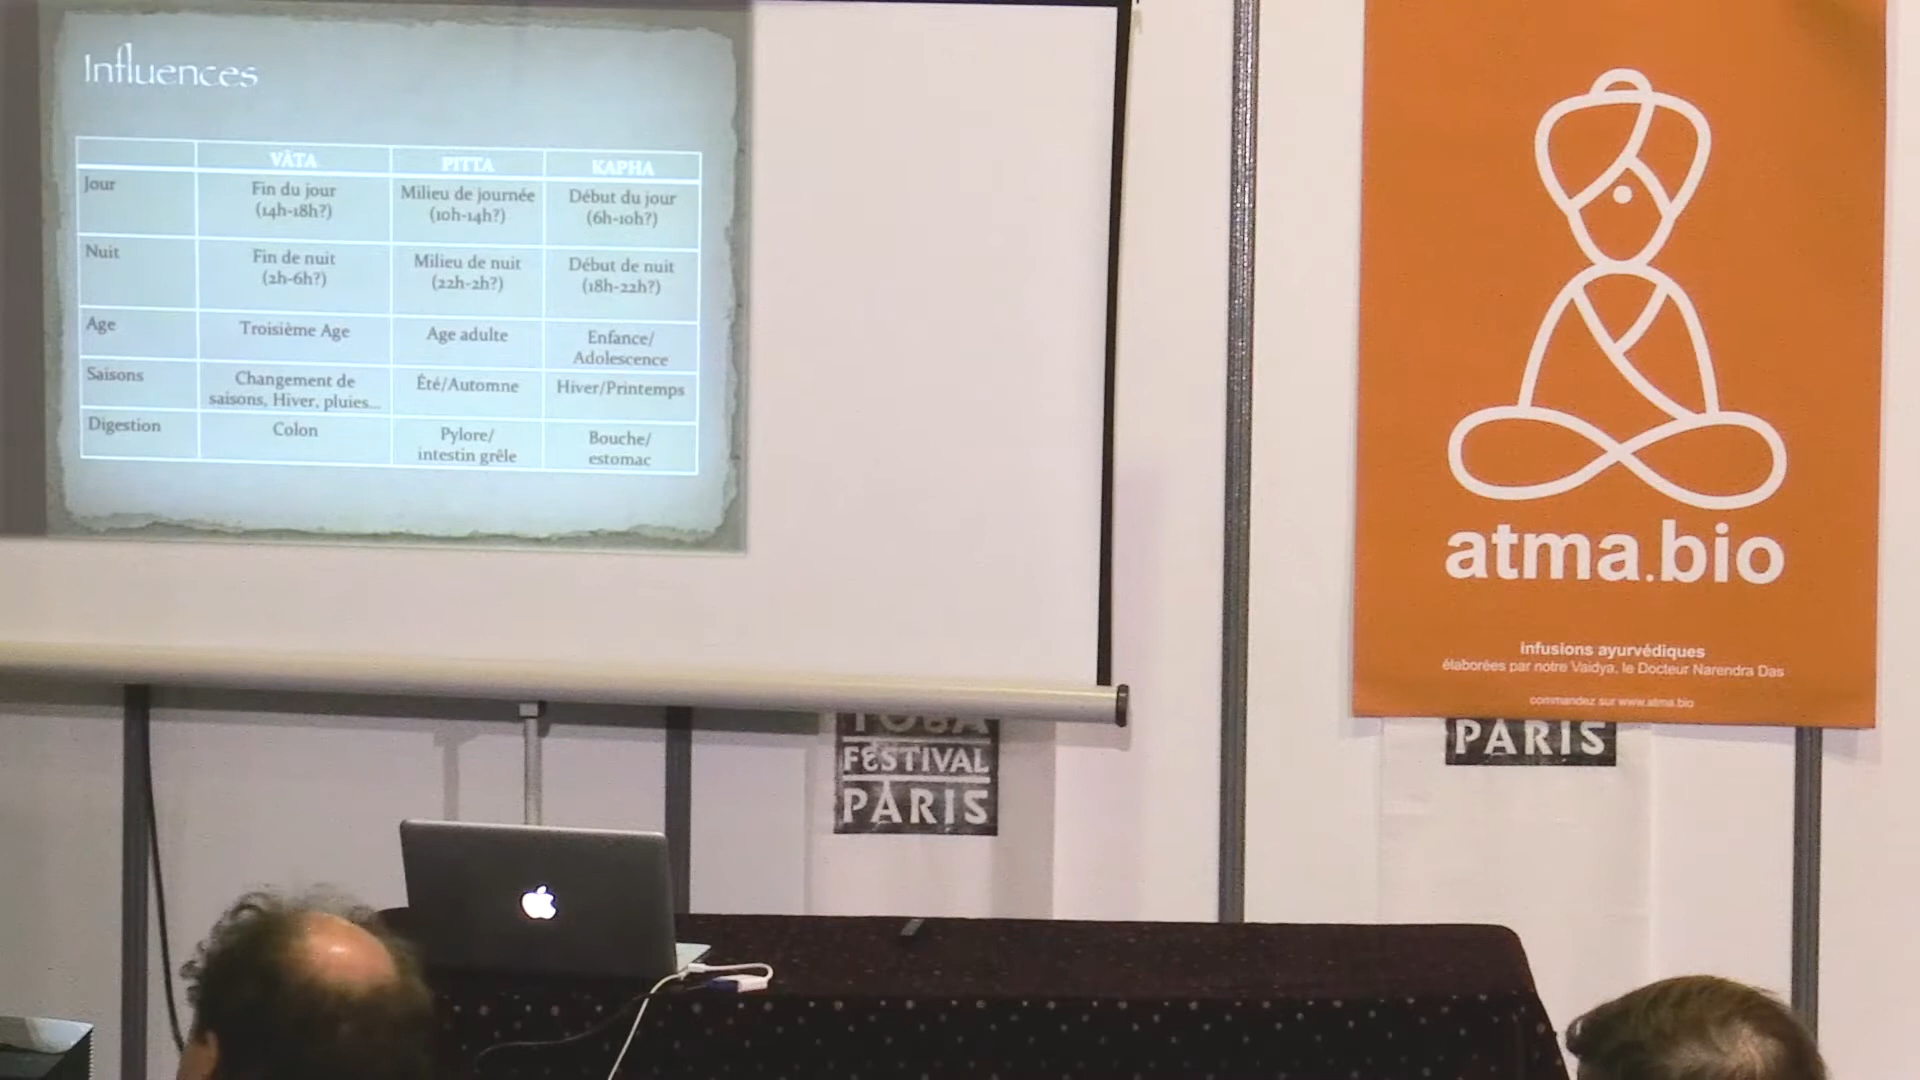 Influences
VÂTA PITTA KAPHA
Jour Fin du jour Milieu de journée Début du jour
(14h-18h?) (10h-14h?) (6h-10h?)
Nuit Fin de nuit Milieu de nuit Début de nuit
(2h-6h?) (22h-2h?) (18h-22h?)
Age Troisième Age Age adulte Enfance/
Adolescence
Saisons Changement de Été/Automne Hiver/Printemps
saisons, Hiver, pluies...
Digestion Colon Pylore/ Bouche/
intestin grêle estomac
atma.bio
Infusions ayurvédiques
élaborées par notre Vaidya, le Docteur Narendra Das
commandez sur www.atma.bio
FESTIVAL
PARIS
PARIS